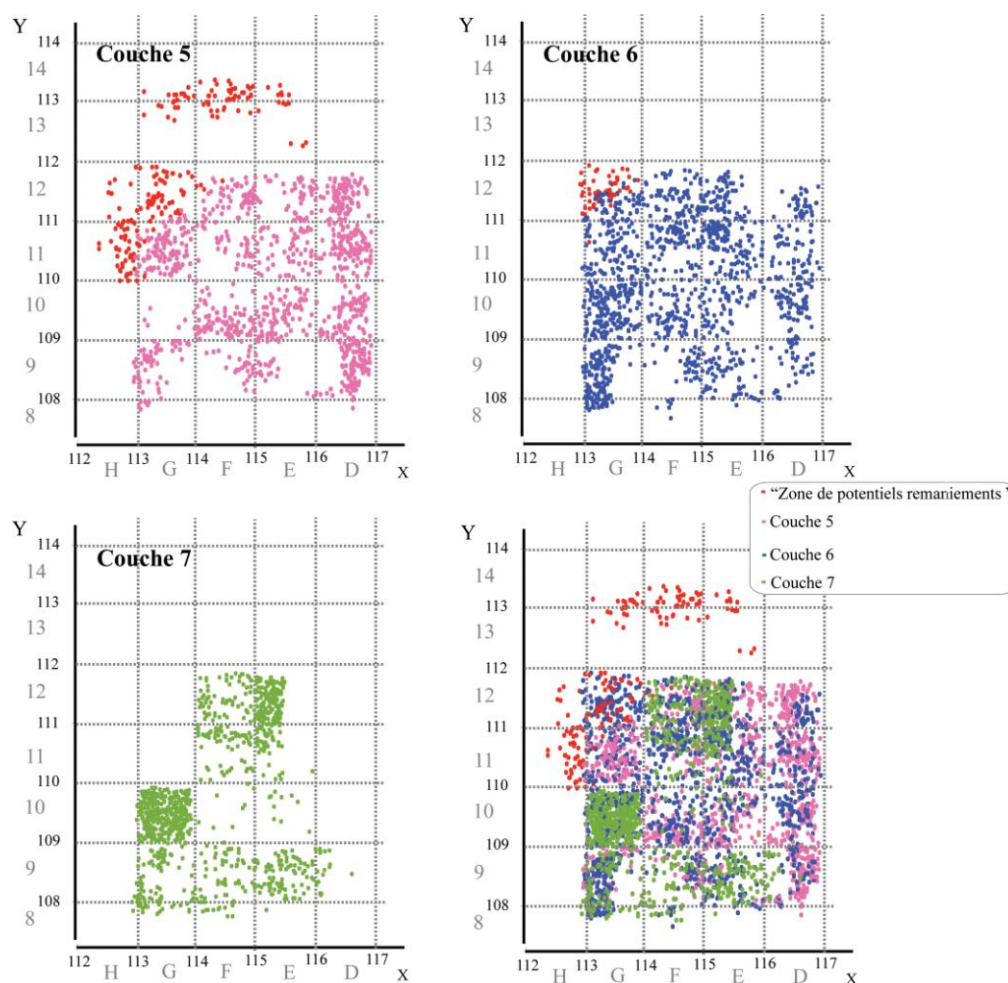 Y
Couche 5
114
14
113
13
112
12
111
11
110
10
109
9
108
8
112 113 114 115 116 117
H G F E D X
Y
Couche 6
114
14
113
13
112
12
111
11
110
10
109
9
108
8
112 113 114 115 116 117
H G F E D X
Y
Couche 7
114
14
113
13
112
12
111
11
110
10
109
9
108
8
112 113 114 115 116 117
H G F E D X
Y
114
14
113
13
112
12
111
11
110
10
109
9
108
8
112 113 114 115 116 117
H G F E D X
“Zone de potentiels remaniements”
Couche 5
Couche 6
Couche 7